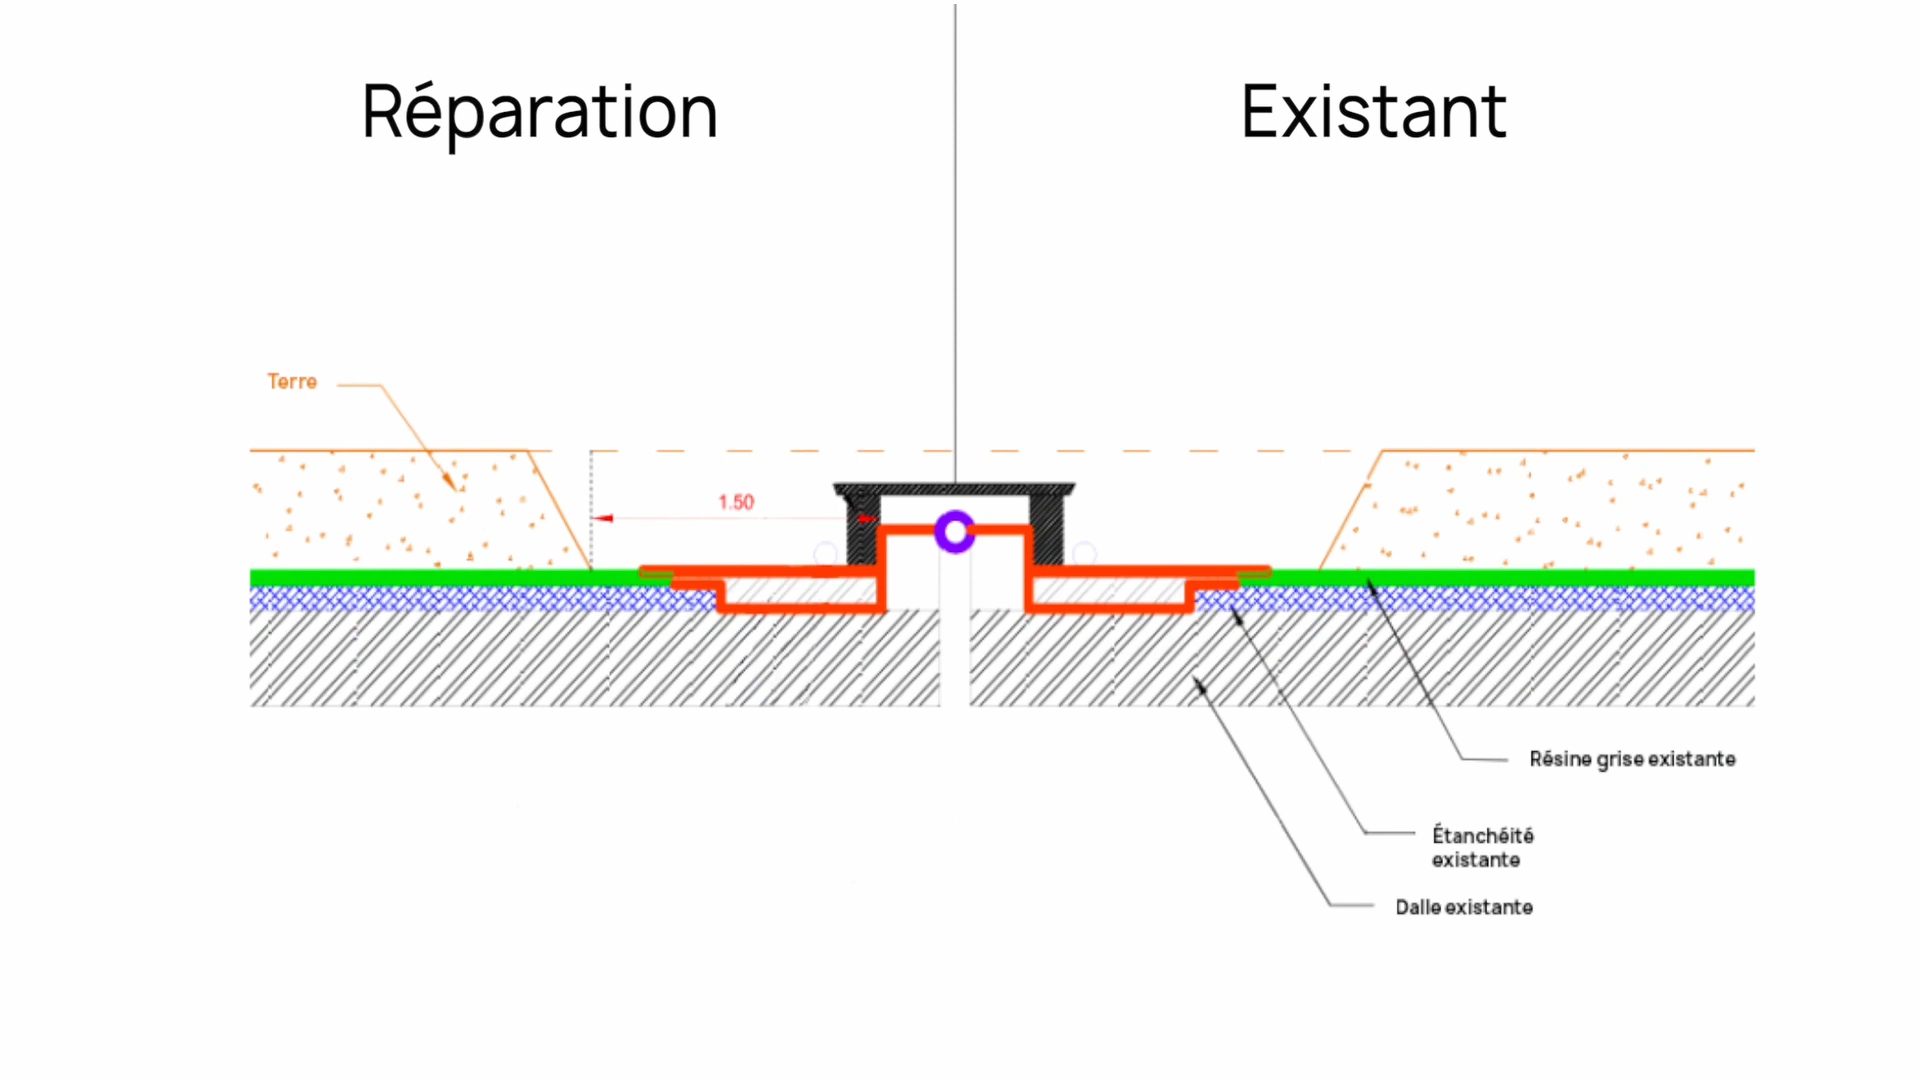 Réparation
Existant
Terre
1.50
Résine grise existante
Étanchéité
existante
Dalle existante